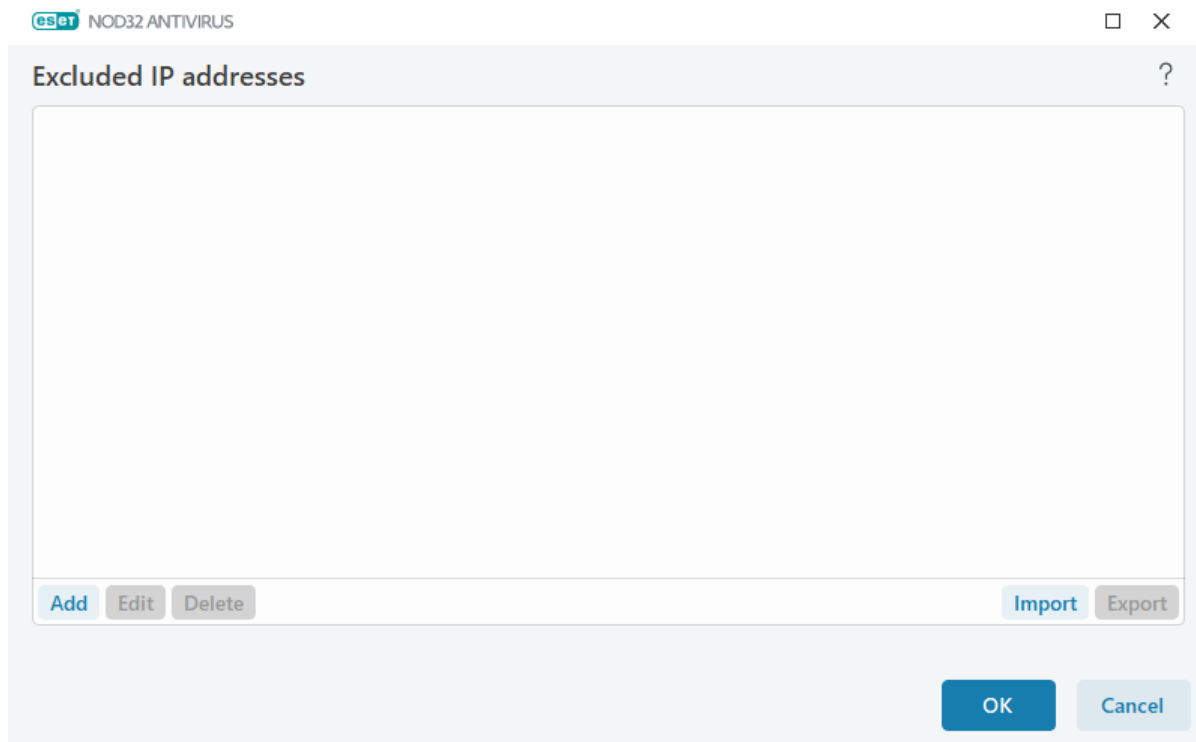 eset NOD32 ANTIVIRUS
Excluded IP addresses ?
Add Edit Delete Import Export
OK Cancel